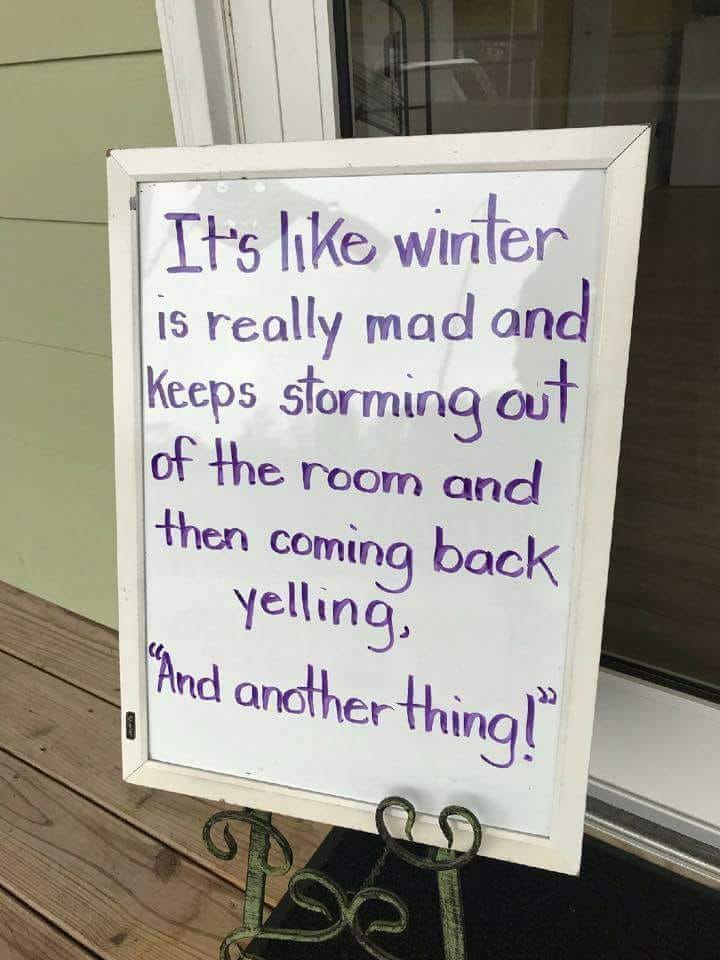 It's like winter
is really mad and
keeps storming out
of the room and
then coming back
yelling,
"And another thing!"